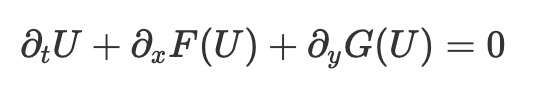 ∂ₜU + ∂ₓF(U) + ∂ᵧG(U) = 0